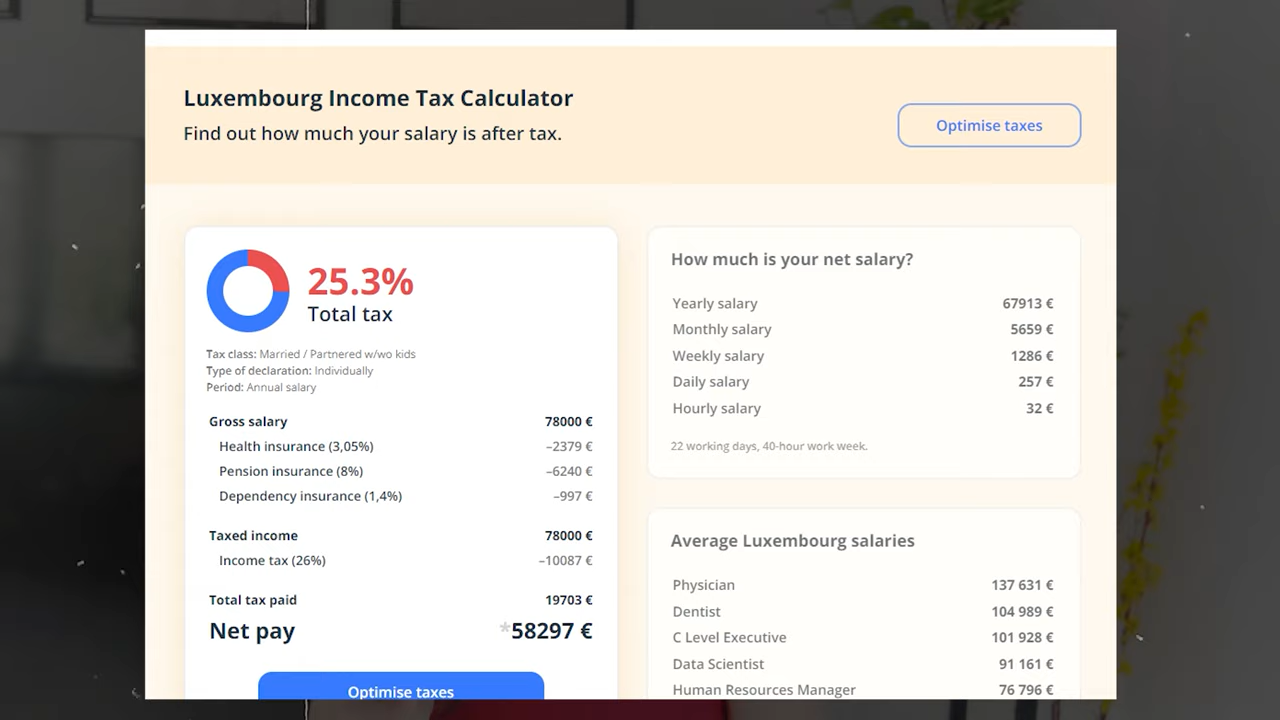 Luxembourg Income Tax Calculator
Find out how much your salary is after tax.
Optimise taxes
25.3%
Total tax
Tax class: Married / Partnered w/wo kids
Type of declaration: Individually
Period: Annual salary
Gross salary 78000 €
Health insurance (3,05%) –2379 €
Pension insurance (8%) –6240 €
Dependency insurance (1,4%) –997 €
Taxed income 78000 €
Income tax (26%) –10087 €
Total tax paid 19703 €
Net pay *58297 €
Optimise taxes
How much is your net salary?
Yearly salary 67913 €
Monthly salary 5659 €
Weekly salary 1286 €
Daily salary 257 €
Hourly salary 32 €
22 working days, 40-hour work week.
Average Luxembourg salaries
Physician 137 631 €
Dentist 104 989 €
C Level Executive 101 928 €
Data Scientist 91 161 €
Human Resources Manager 76 796 €